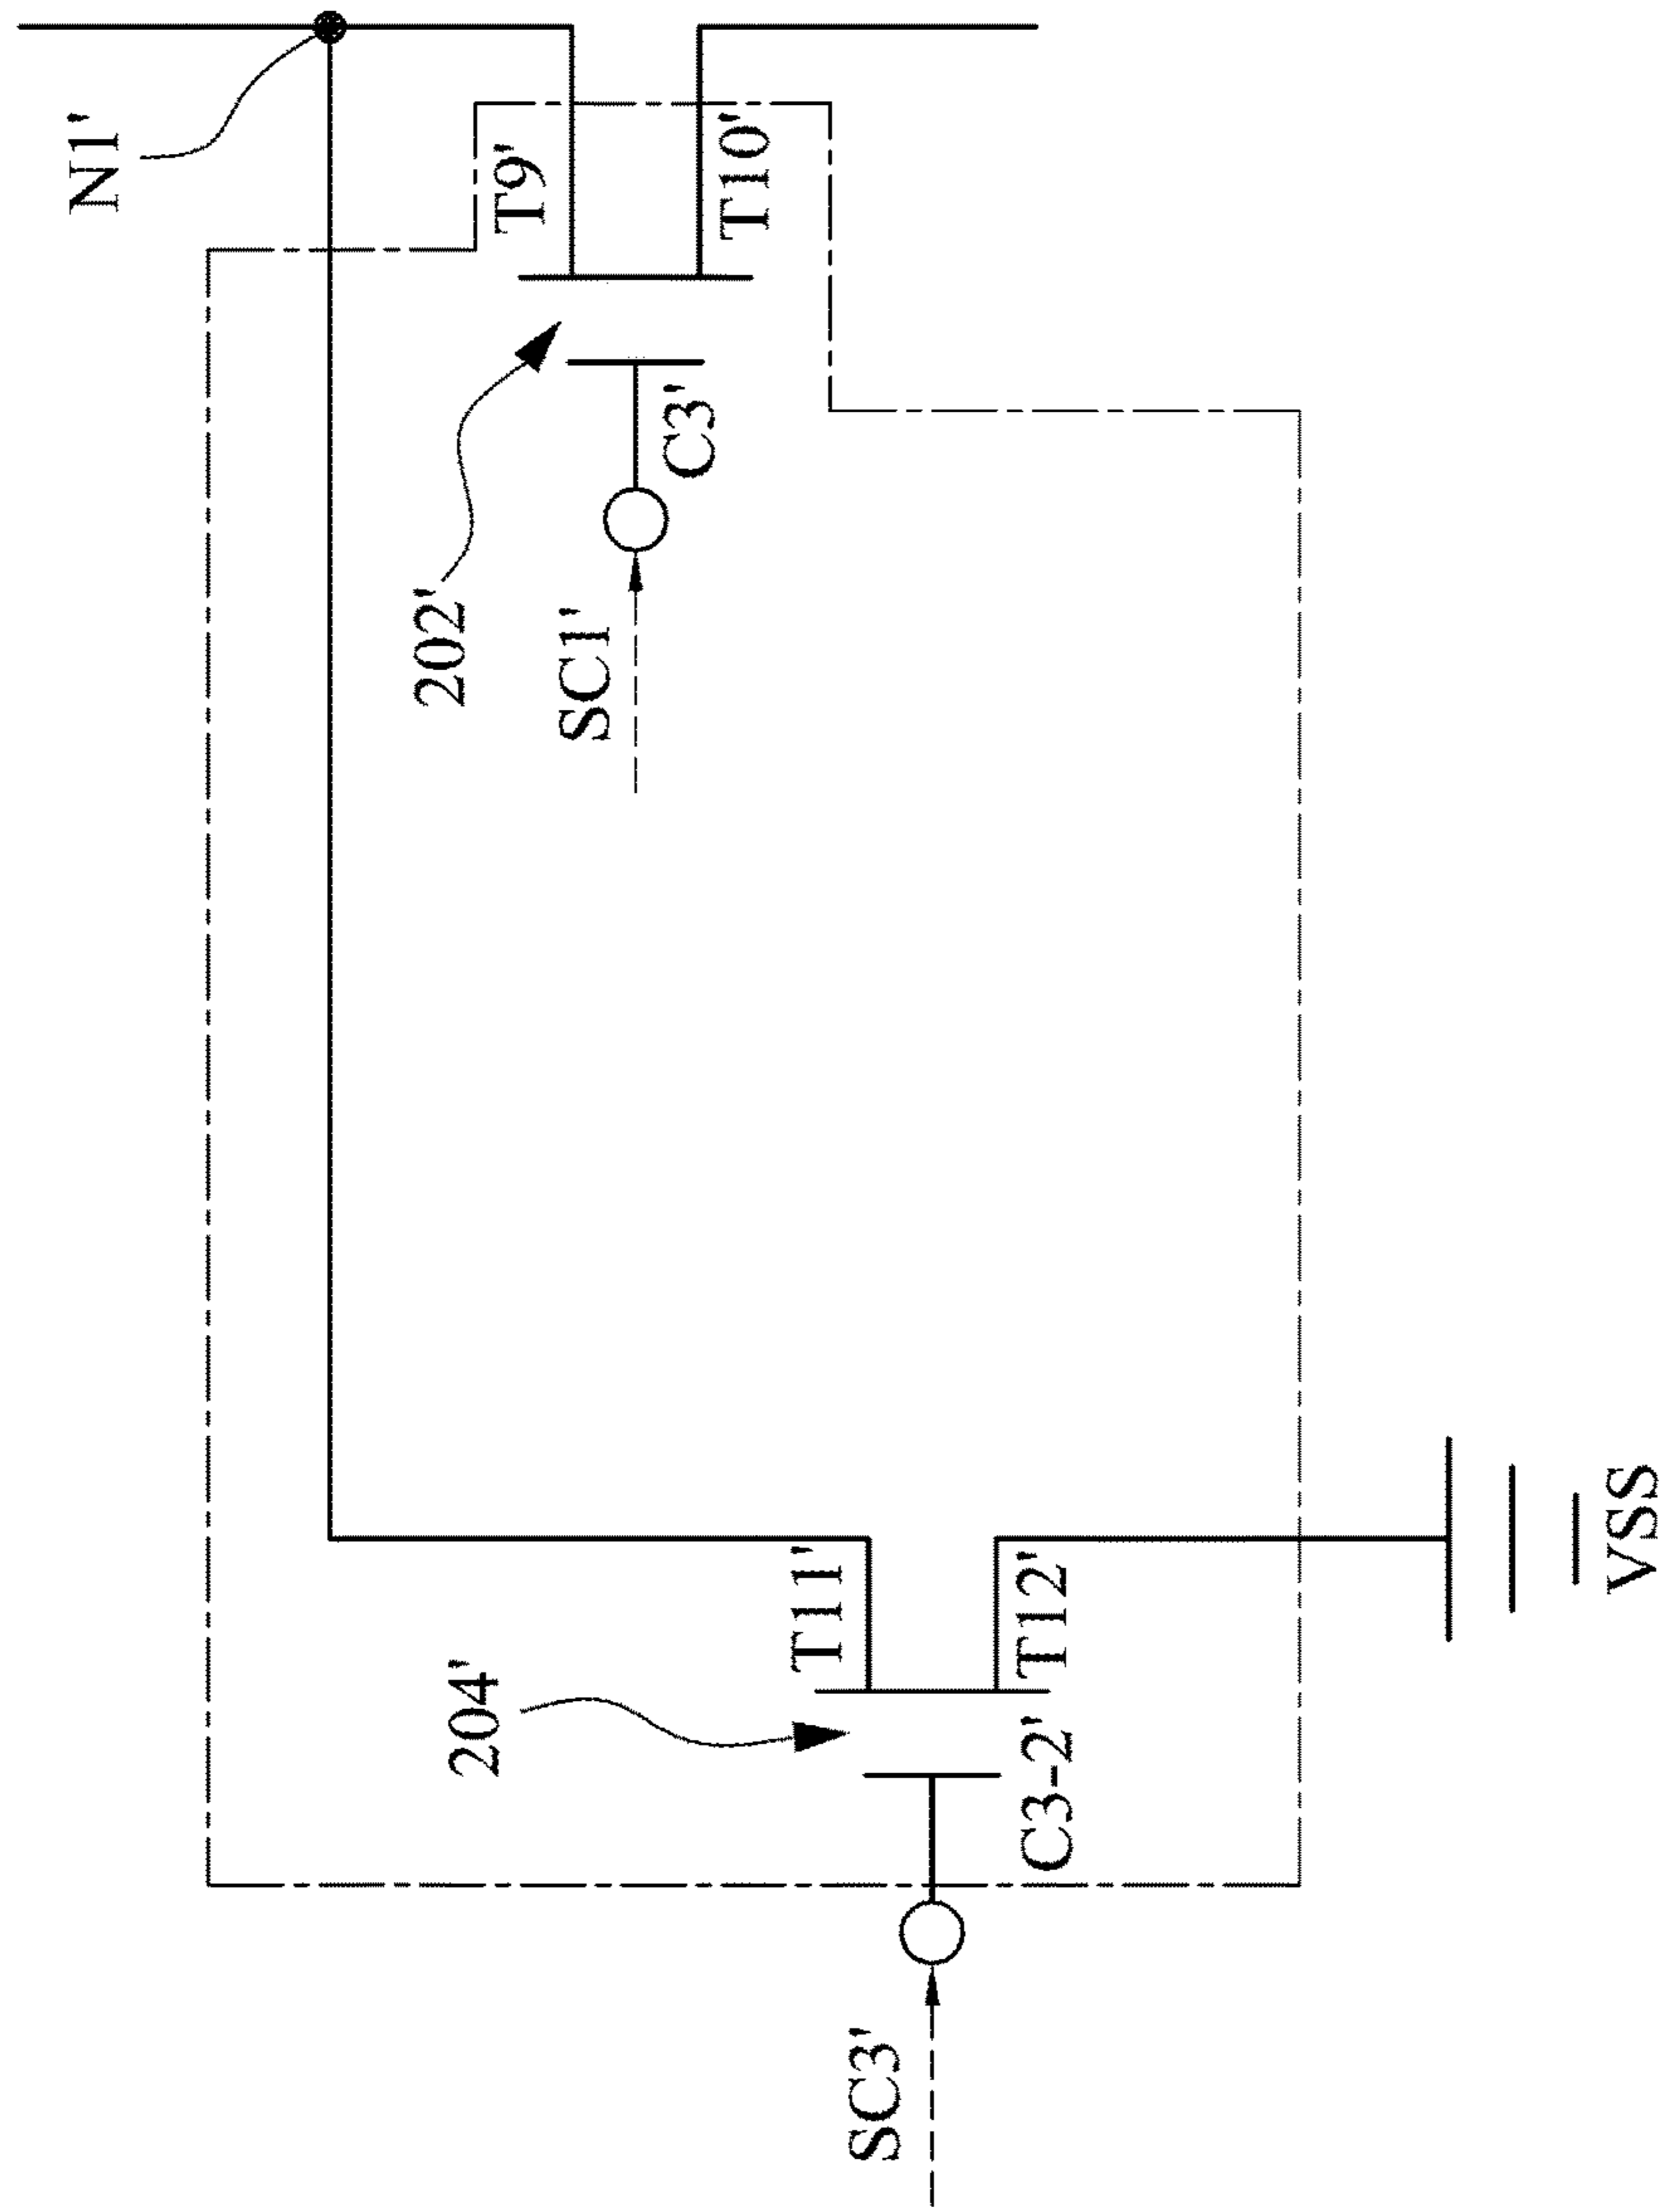 N1'
T9'
T10'
202'
C3'
SC1'
T11'
T12'
204'
C3-2'
SC3'
VSS